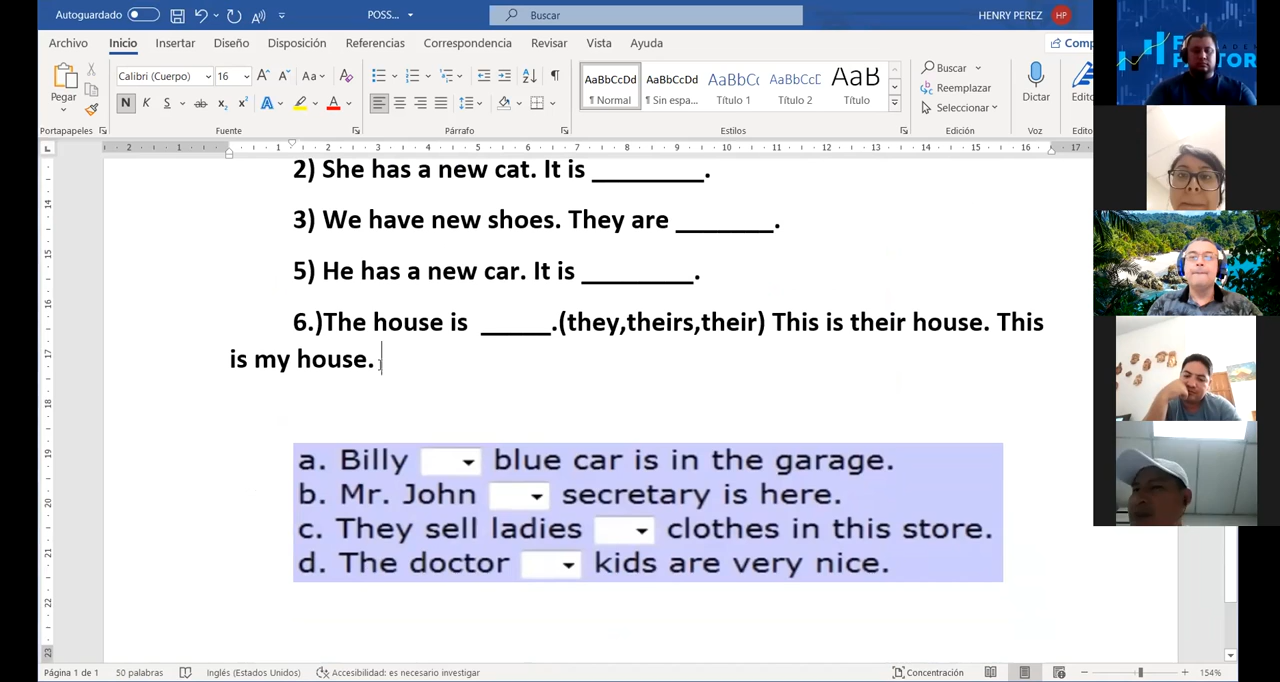 Autoguardado POSS... Buscar HENRY PEREZ HP
Archivo Inicio Insertar Diseño Disposición Referencias Correspondencia Revisar Vista Ayuda
Pegar
Calibri (Cuerpo) 16
N K S ab
AaBbCcDd AaBbCcDd AaBbCc AaBbCcD AaB
¶ Normal ¶ Sin espa... Título 1 Título 2 Título
Buscar
Reemplazar
Seleccionar
Dictar
Portapapeles Fuente Párrafo Estilos Edición Voz
2) She has a new cat. It is _________.
3) We have new shoes. They are ________.
5) He has a new car. It is _________.
6.)The house is ______.(they,theirs,their) This is their house. This
is my house.
a. Billy blue car is in the garage.
b. Mr. John secretary is here.
c. They sell ladies clothes in this store.
d. The doctor kids are very nice.
Página 1 de 1 50 palabras Inglés (Estados Unidos) Accesibilidad: es necesario investigar Concentración 154%